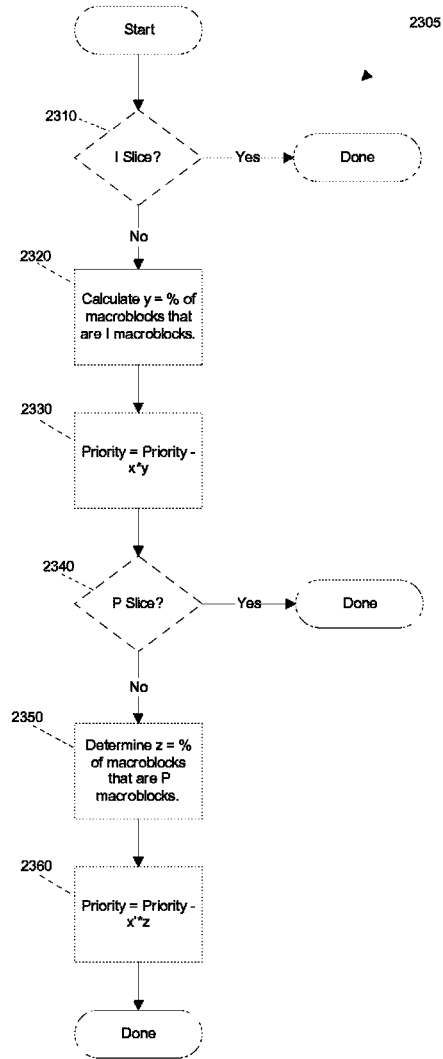 2305
Start
2310
I Slice?
Yes
Done
No
2320
Calculate y = % of
macroblocks that
are I macroblocks.
2330
Priority = Priority -
x*y
2340
P Slice?
Yes
Done
No
2350
Determine z = %
of macroblocks
that are P
macroblocks.
2360
Priority = Priority -
x'*z
Done